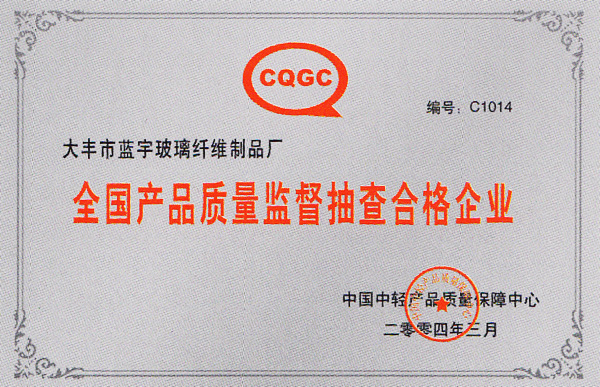 CQGC
编号：C1014
大丰市蓝宇玻璃纤维制品厂
全国产品质量监督抽查合格企业
中国中轻产品质量保障中心
二零零四年三月